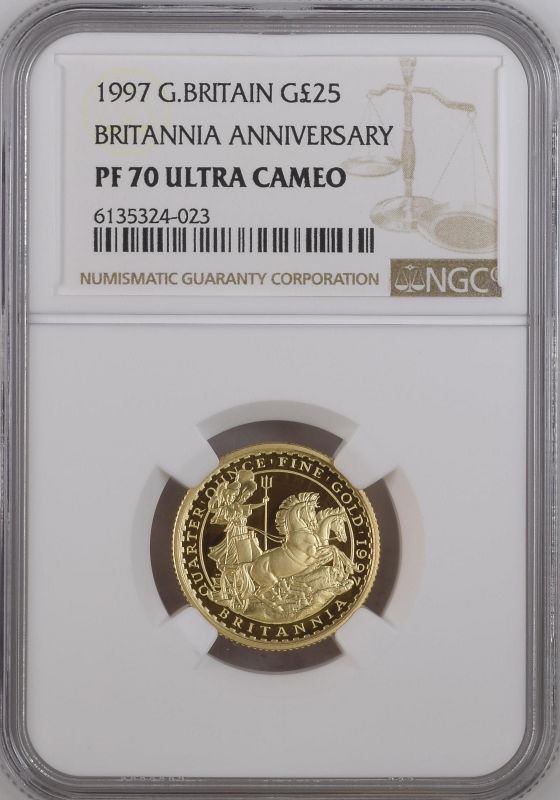 1997 G.BRITAIN G£25
BRITANNIA ANNIVERSARY
PF 70 ULTRA CAMEO
6135324-023
NUMISMATIC GUARANTY CORPORATION
NGC
QUARTER · OUNCE · FINE · GOLD · 1997
BRITANNIA